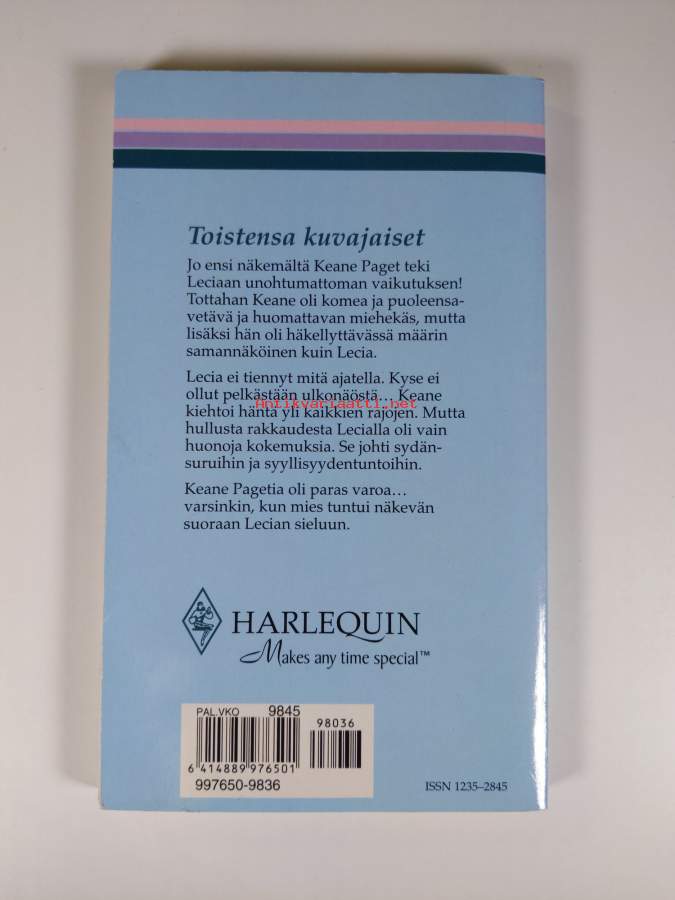 Toistensa kuvajaiset
Jo ensi näkemältä Keane Paget teki
Leciaan unohtumattoman vaikutuksen!
Tottahan Keane oli komea ja puoleensa-
vetävä ja huomattavan miehekäs, mutta
lisäksi hän oli häkellyttävässä määrin
samannäköinen kuin Lecia.
Lecia ei tiennyt mitä ajatella. Kyse ei
ollut pelkästään ulkonäöstä… Keane
Antikvariaatti.net
kiehtoi häntä yli kaikkien rajojen. Mutta
hullusta rakkaudesta Lecialla oli vain
huonoja kokemuksia. Se johti sydän-
suruihin ja syyllisyydentuntoihin.
Keane Pagetia oli paras varoa…
varsinkin, kun mies tuntui näkevän
suoraan Lecian sieluun.
HARLEQUIN
Makes any time special™
PAL.VKO 9845
98036
6 414889 976501
997650-9836
ISSN 1235–2845